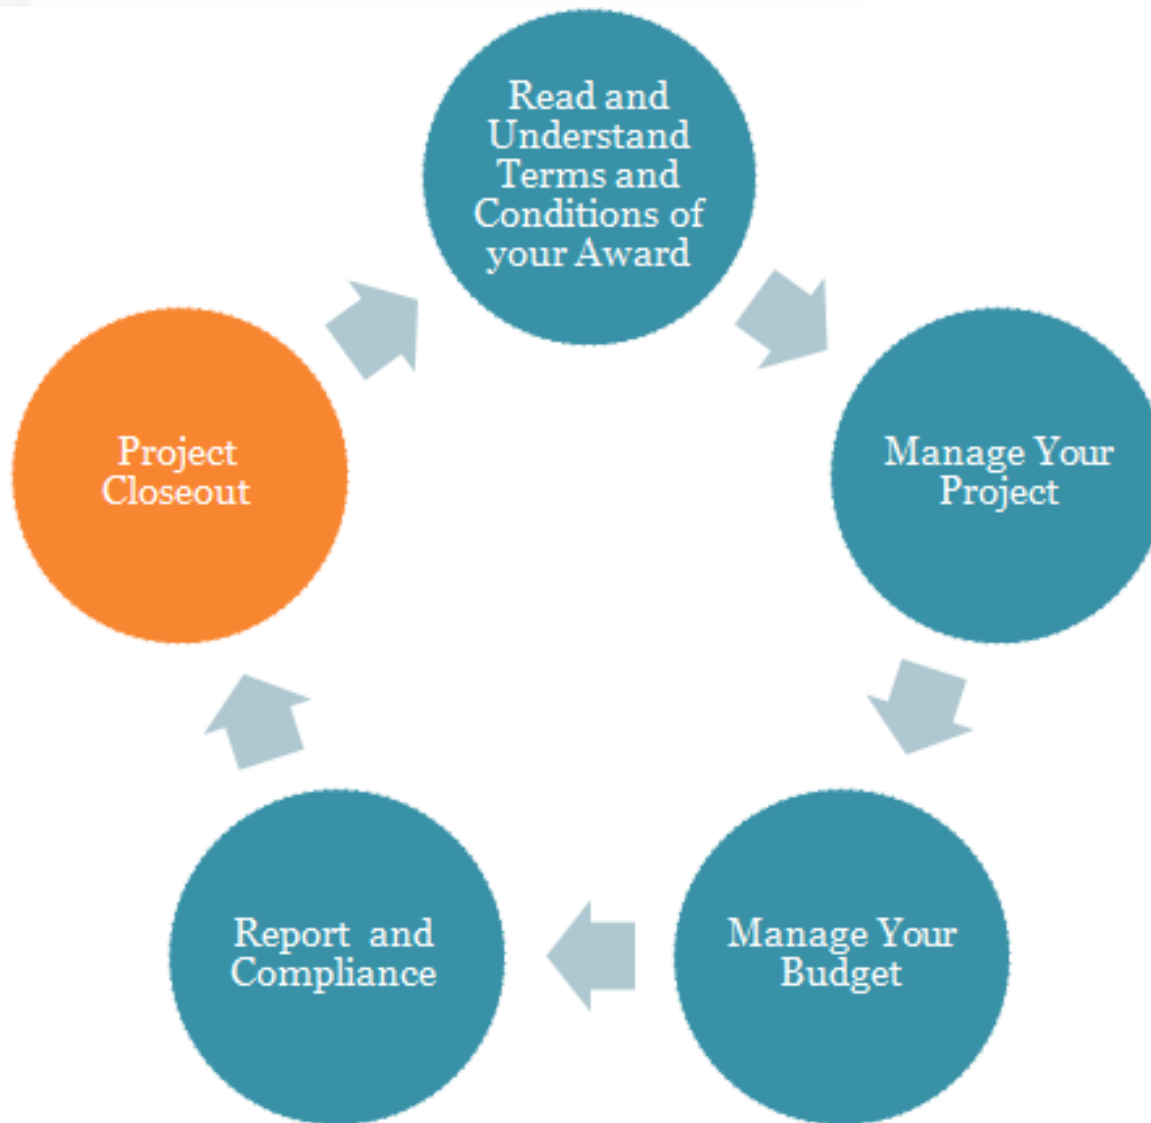 Read and
Understand
Terms and
Conditions of
your Award
Manage Your
Project
Manage Your
Budget
Report and
Compliance
Project
Closeout